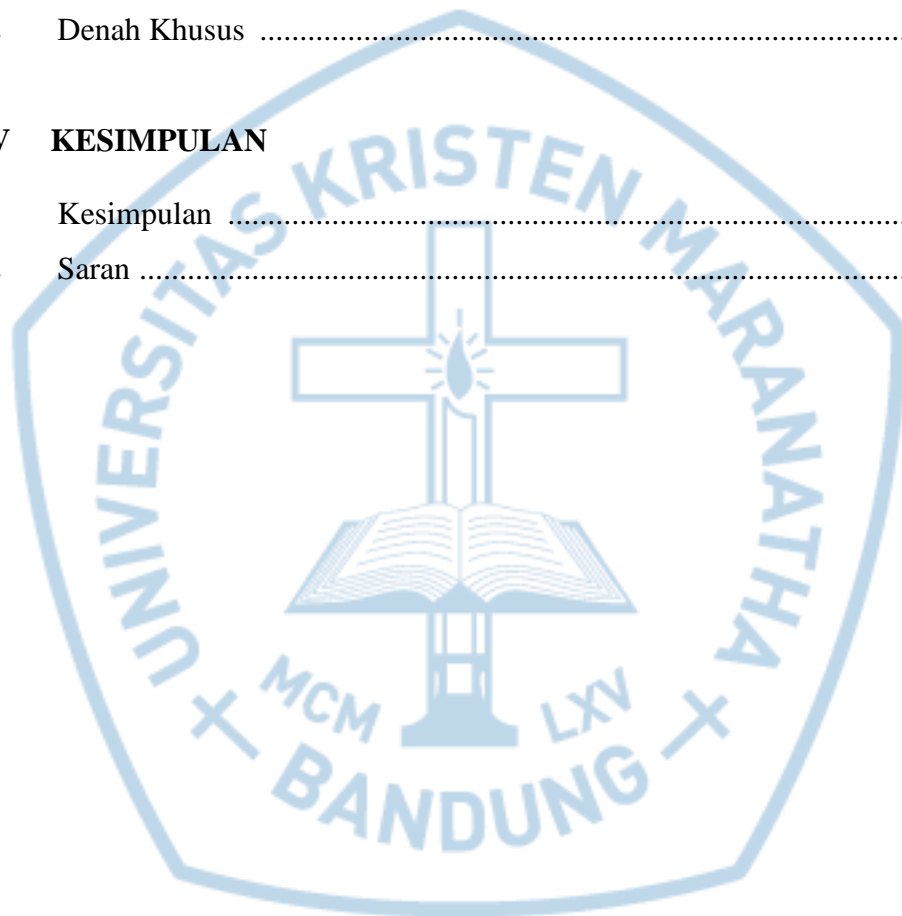 Denah Khusus ................................................................................
V KESIMPULAN
Kesimpulan ................................................................................
Saran ................................................................................
UNIVERSITAS KRISTEN MARANATHA
MCM LXV
BANDUNG